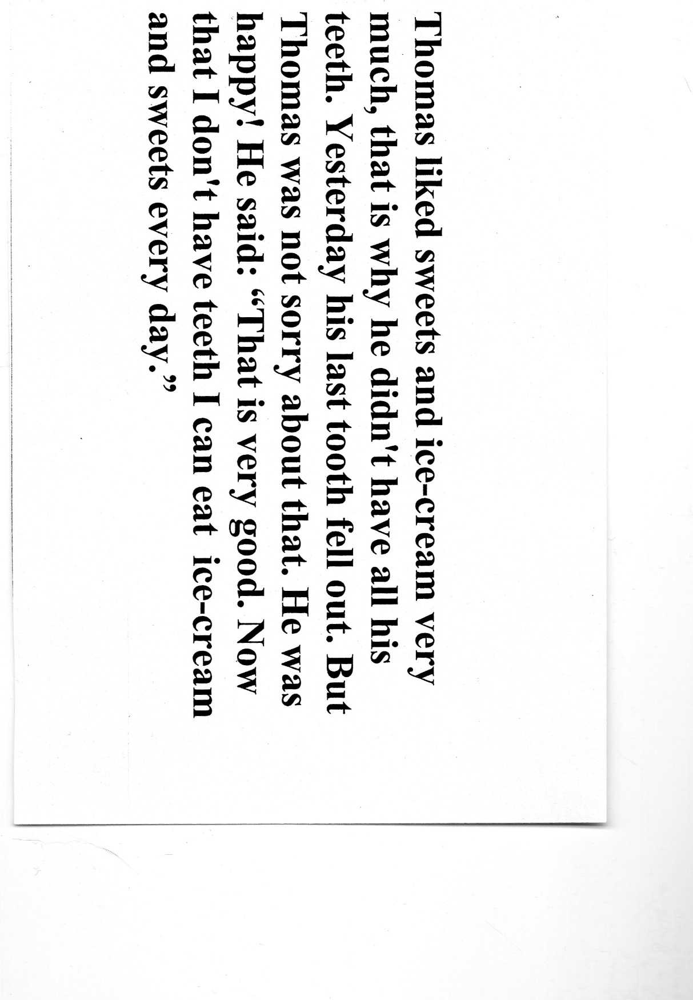 Thomas liked sweets and ice-cream very
much, that is why he didn't have all his
teeth. Yesterday his last tooth fell out. But
Thomas was not sorry about that. He was
happy! He said: “That is very good. Now
that I don't have teeth I can eat  ice-cream
and sweets every day.”